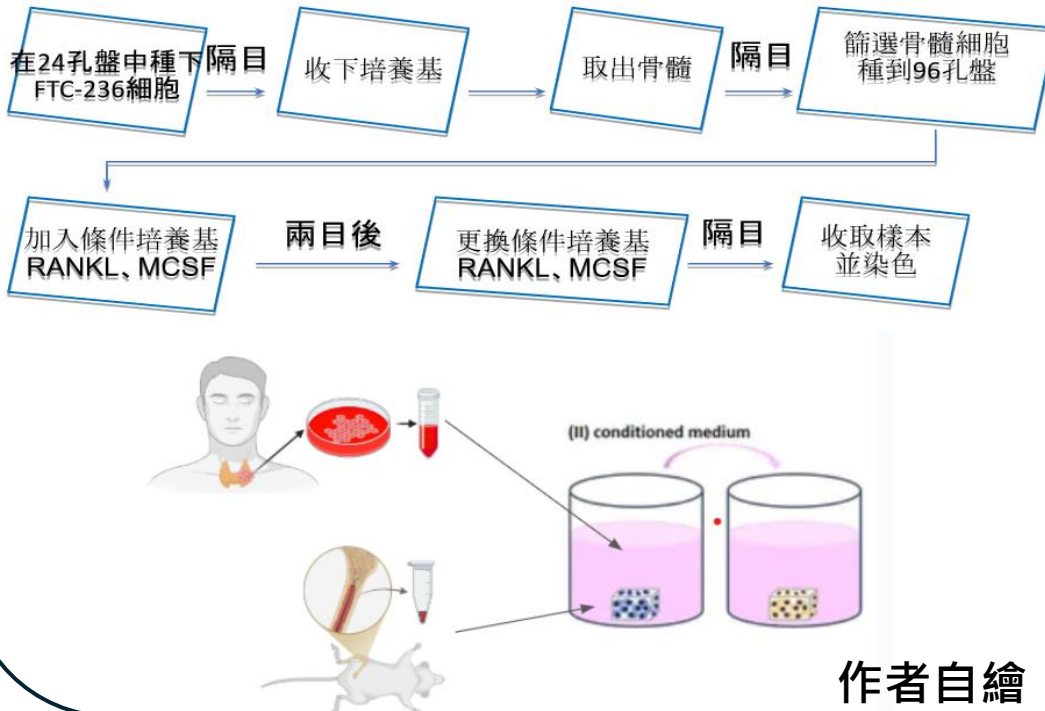 在24孔盤中種下
FTC-236細胞
隔日
收下培養基
取出骨髓
隔日
篩選骨髓細胞
種到96孔盤
加入條件培養基
RANKL、MCSF
兩日後
更換條件培養基
RANKL、MCSF
隔日
收取樣本
並染色
(II) conditioned medium
作者自繪